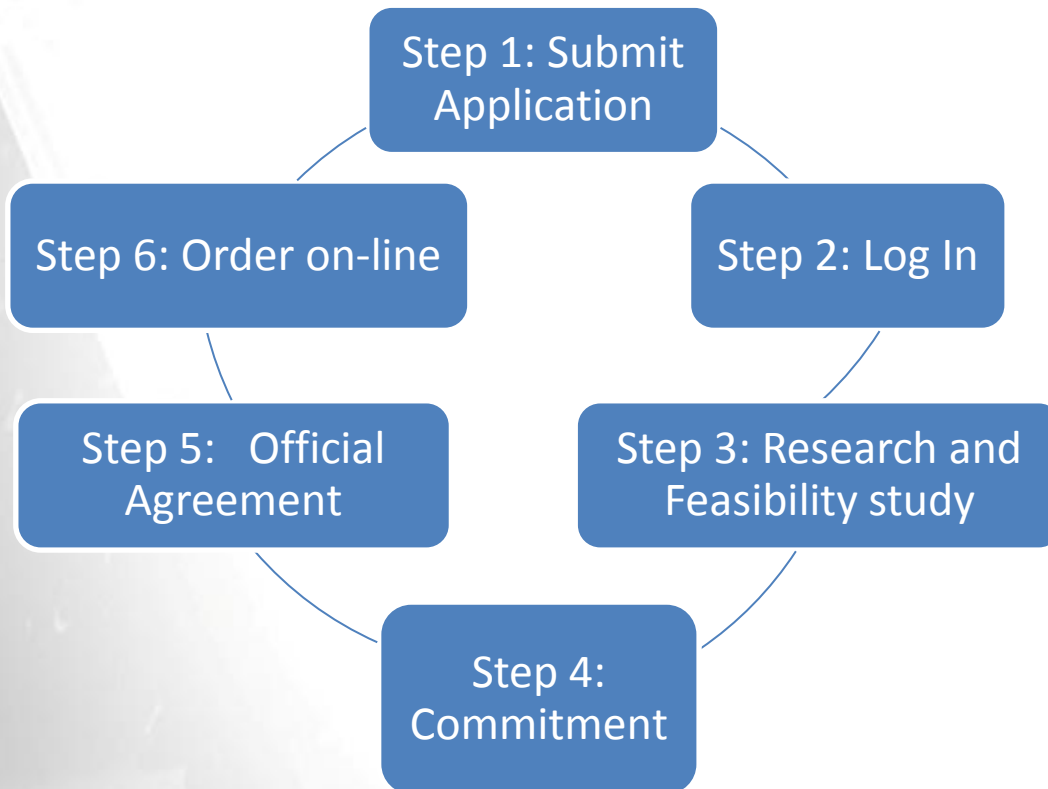 Step 1: Submit
Application
Step 2: Log In
Step 3: Research and
Feasibility study
Step 4:
Commitment
Step 5:   Official
Agreement
Step 6: Order on-line